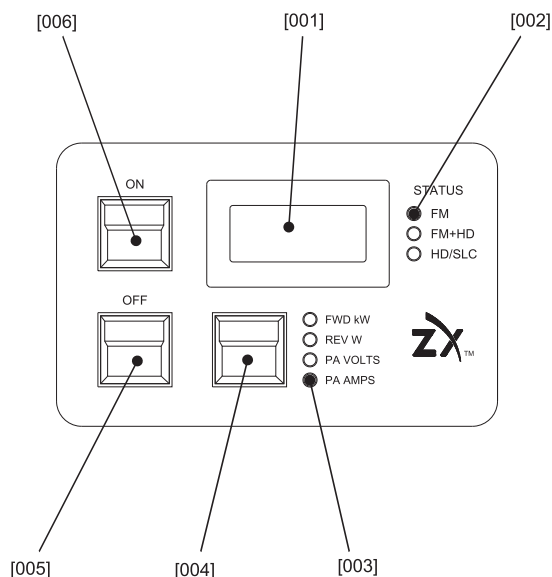 [006] [001] [002]
ON
STATUS
FM
FM+HD
HD/SLC
OFF
FWD kW
REV W
PA VOLTS
PA AMPS
ZX TM
[005] [004] [003]